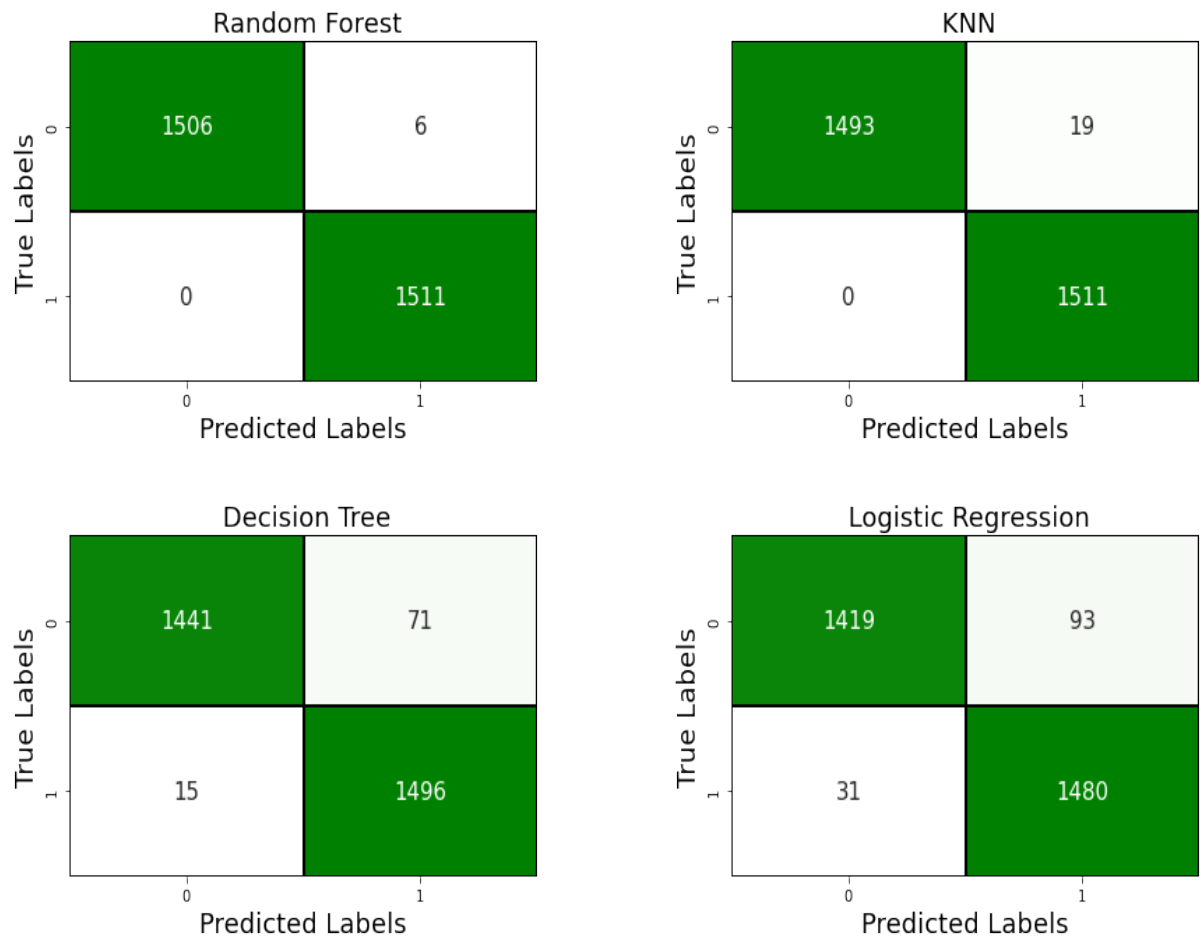 Random Forest
True Labels
0
1506
6
1
0
1511
0
1
Predicted Labels
KNN
True Labels
0
1493
19
1
0
1511
0
1
Predicted Labels
Decision Tree
True Labels
0
1441
71
1
15
1496
0
1
Predicted Labels
Logistic Regression
True Labels
0
1419
93
1
31
1480
0
1
Predicted Labels